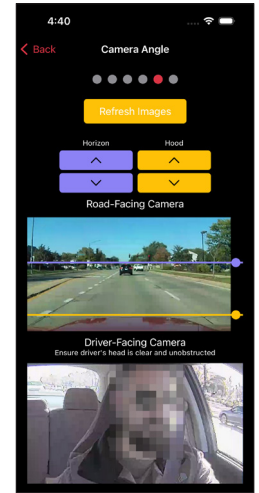 4:40
Back
Camera Angle
Refresh Images
Horizon
Hood
Road-Facing Camera
Driver-Facing Camera
Ensure driver's head is clear and unobstructed